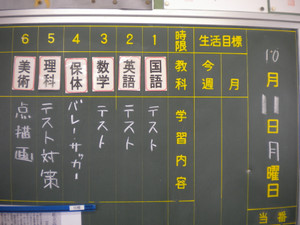 10月11日月曜日
当番
生活目標
今週 月
時限 1 2 3 4 5 6
教科 国語 英語 数学 保体 理科 美術
学習内容 テスト テスト テスト バレー・サッカー テスト対策 点描画